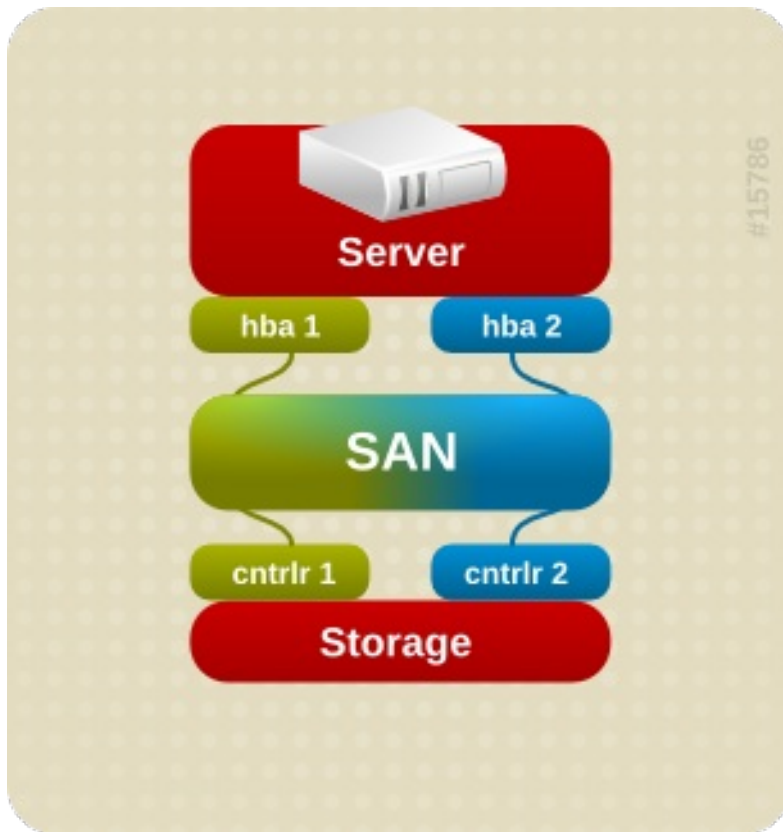 Server
hba 1
hba 2
SAN
cntrlr 1
cntrlr 2
Storage
#15786